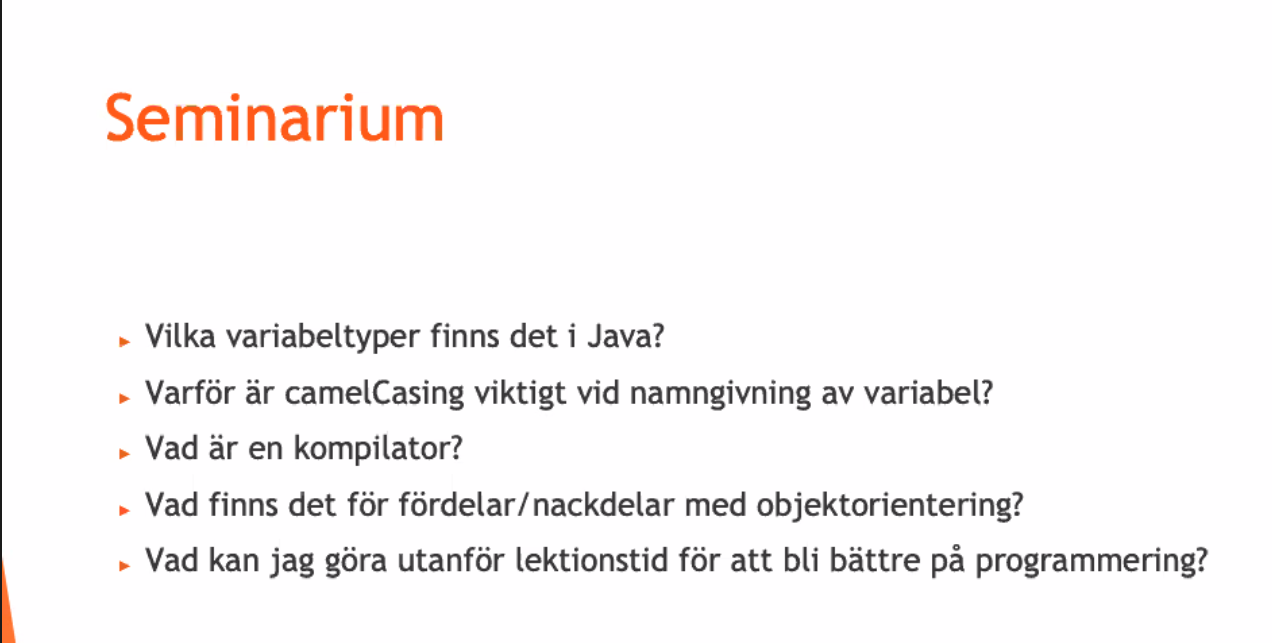 Seminarium
Vilka variabeltyper finns det i Java?
Varför är camelCasing viktigt vid namngivning av variabel?
Vad är en kompilator?
Vad finns det för fördelar/nackdelar med objektorientering?
Vad kan jag göra utanför lektionstid för att bli bättre på programmering?